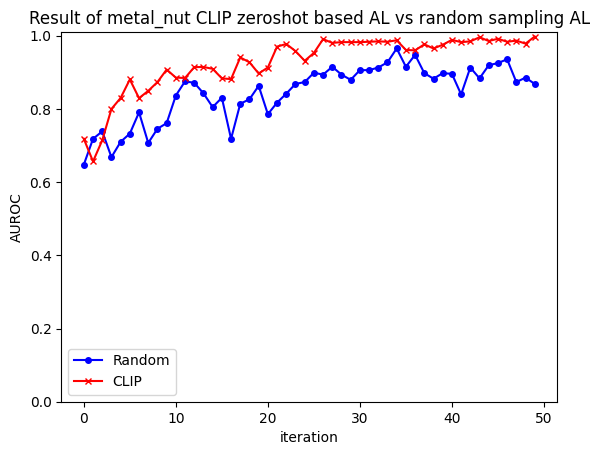 Result of metal_nut CLIP zeroshot based AL vs random sampling AL
1.0
0.8
0.6
0.4
0.2
0.0
AUROC
Random
CLIP
0 10 20 30 40 50
iteration